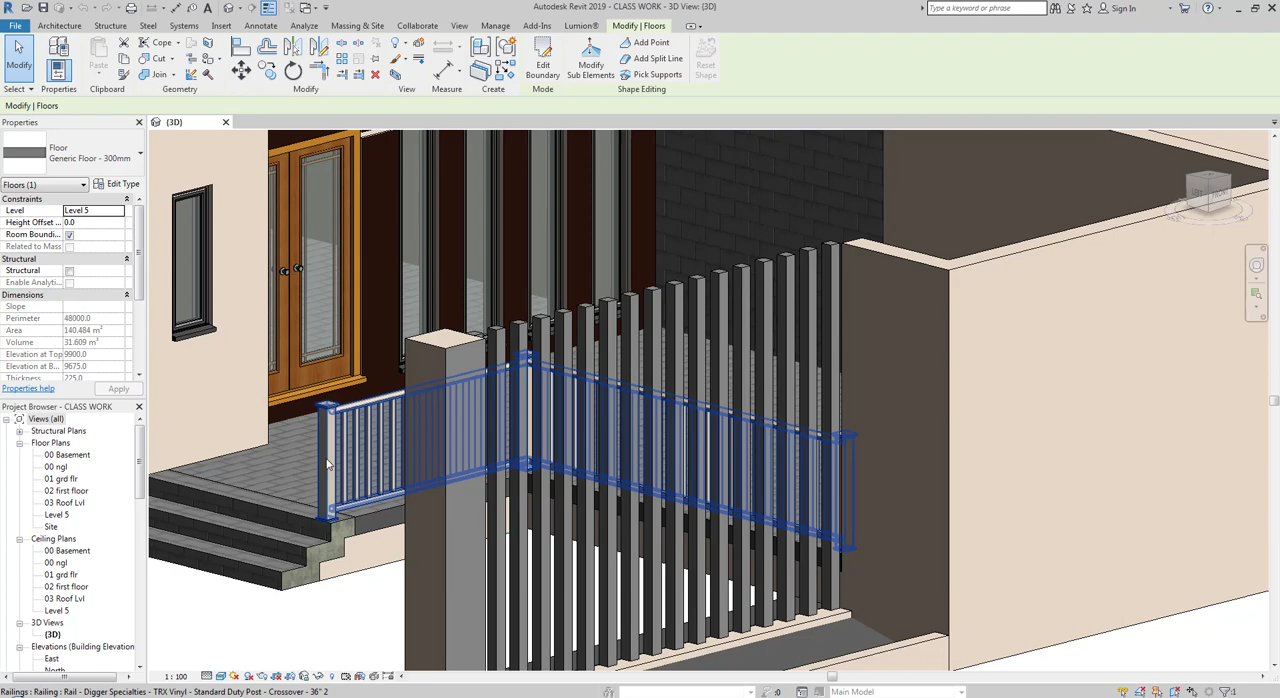 Autodesk Revit 2019 - CLASS WORK - 3D View: {3D}
Type a keyword or phrase
Sign In
File Architecture Structure Steel Systems Insert Annotate Analyze Massing & Site Collaborate View Manage Add-Ins Lumion® Modify | Floors
Modify
Paste
Cope
Cut
Join
Edit Boundary
Modify Sub Elements
Add Point
Add Split Line
Pick Supports
Reset Shape
Select Properties Clipboard Geometry Modify View Measure Create Mode Shape Editing
Modify | Floors
Properties
{3D}
Floor
Generic Floor - 300mm
Floors (1)
Edit Type
Constraints
Level Level 5
Height Offset ... 0.0
Room Boundi...
Related to Mass
Structural
Structural
Enable Analyti...
Dimensions
Slope
Perimeter 48000.0
Area 140.484 m²
Volume 31.609 m³
Elevation at Top 9900.0
Elevation at B... 9675.0
Thickness 225.0
Properties help
Apply
Project Browser - CLASS WORK
Views (all)
Structural Plans
Floor Plans
00 Basement
00 ngl
01 grd flr
02 first floor
03 Roof Lvl
Level 5
Site
Ceiling Plans
00 Basement
00 ngl
01 grd flr
02 first floor
03 Roof Lvl
Level 5
3D Views
{3D}
Elevations (Building Elevation
East
North
1 : 100
Railings : Railing : Rail - Digger Specialties - TRX Vinyl - Standard Duty Post - Crossover - 36" 2
:0
Main Model